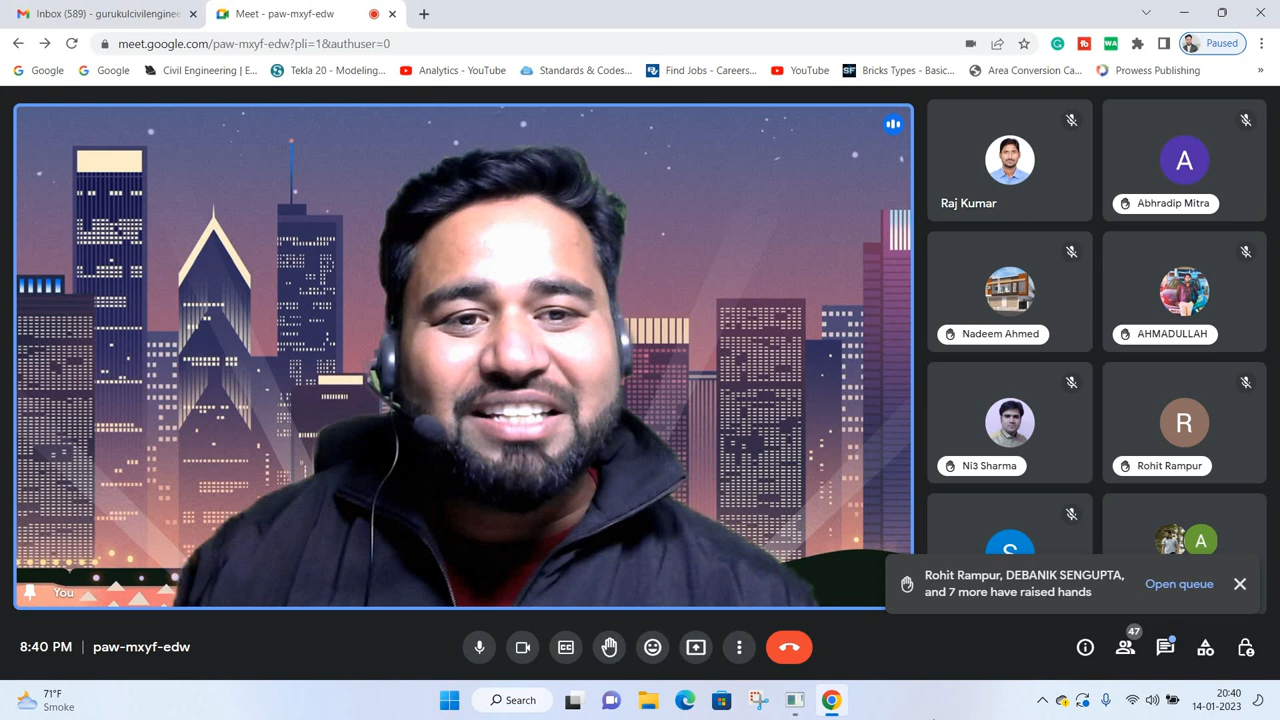 Inbox (589) - gurukulcivilenginee
Meet - paw-mxyf-edw
meet.google.com/paw-mxyf-edw?pli=1&authuser=0
Paused
Google
Google
Civil Engineering | E...
Tekla 20 - Modeling...
Analytics - YouTube
Standards & Codes...
Find Jobs - Careers...
YouTube
SF
Bricks Types - Basic...
Area Conversion Ca...
Prowess Publishing
»
Raj Kumar
A
Abhradip Mitra
Nadeem Ahmed
AHMADULLAH
Ni3 Sharma
R
Rohit Rampur
S
A
Rohit Rampur, DEBANIK SENGUPTA,
and 7 more have raised hands
Open queue
You
8:40 PM | paw-mxyf-edw
CC
47
71°F
Smoke
Search
20:40
14-01-2023